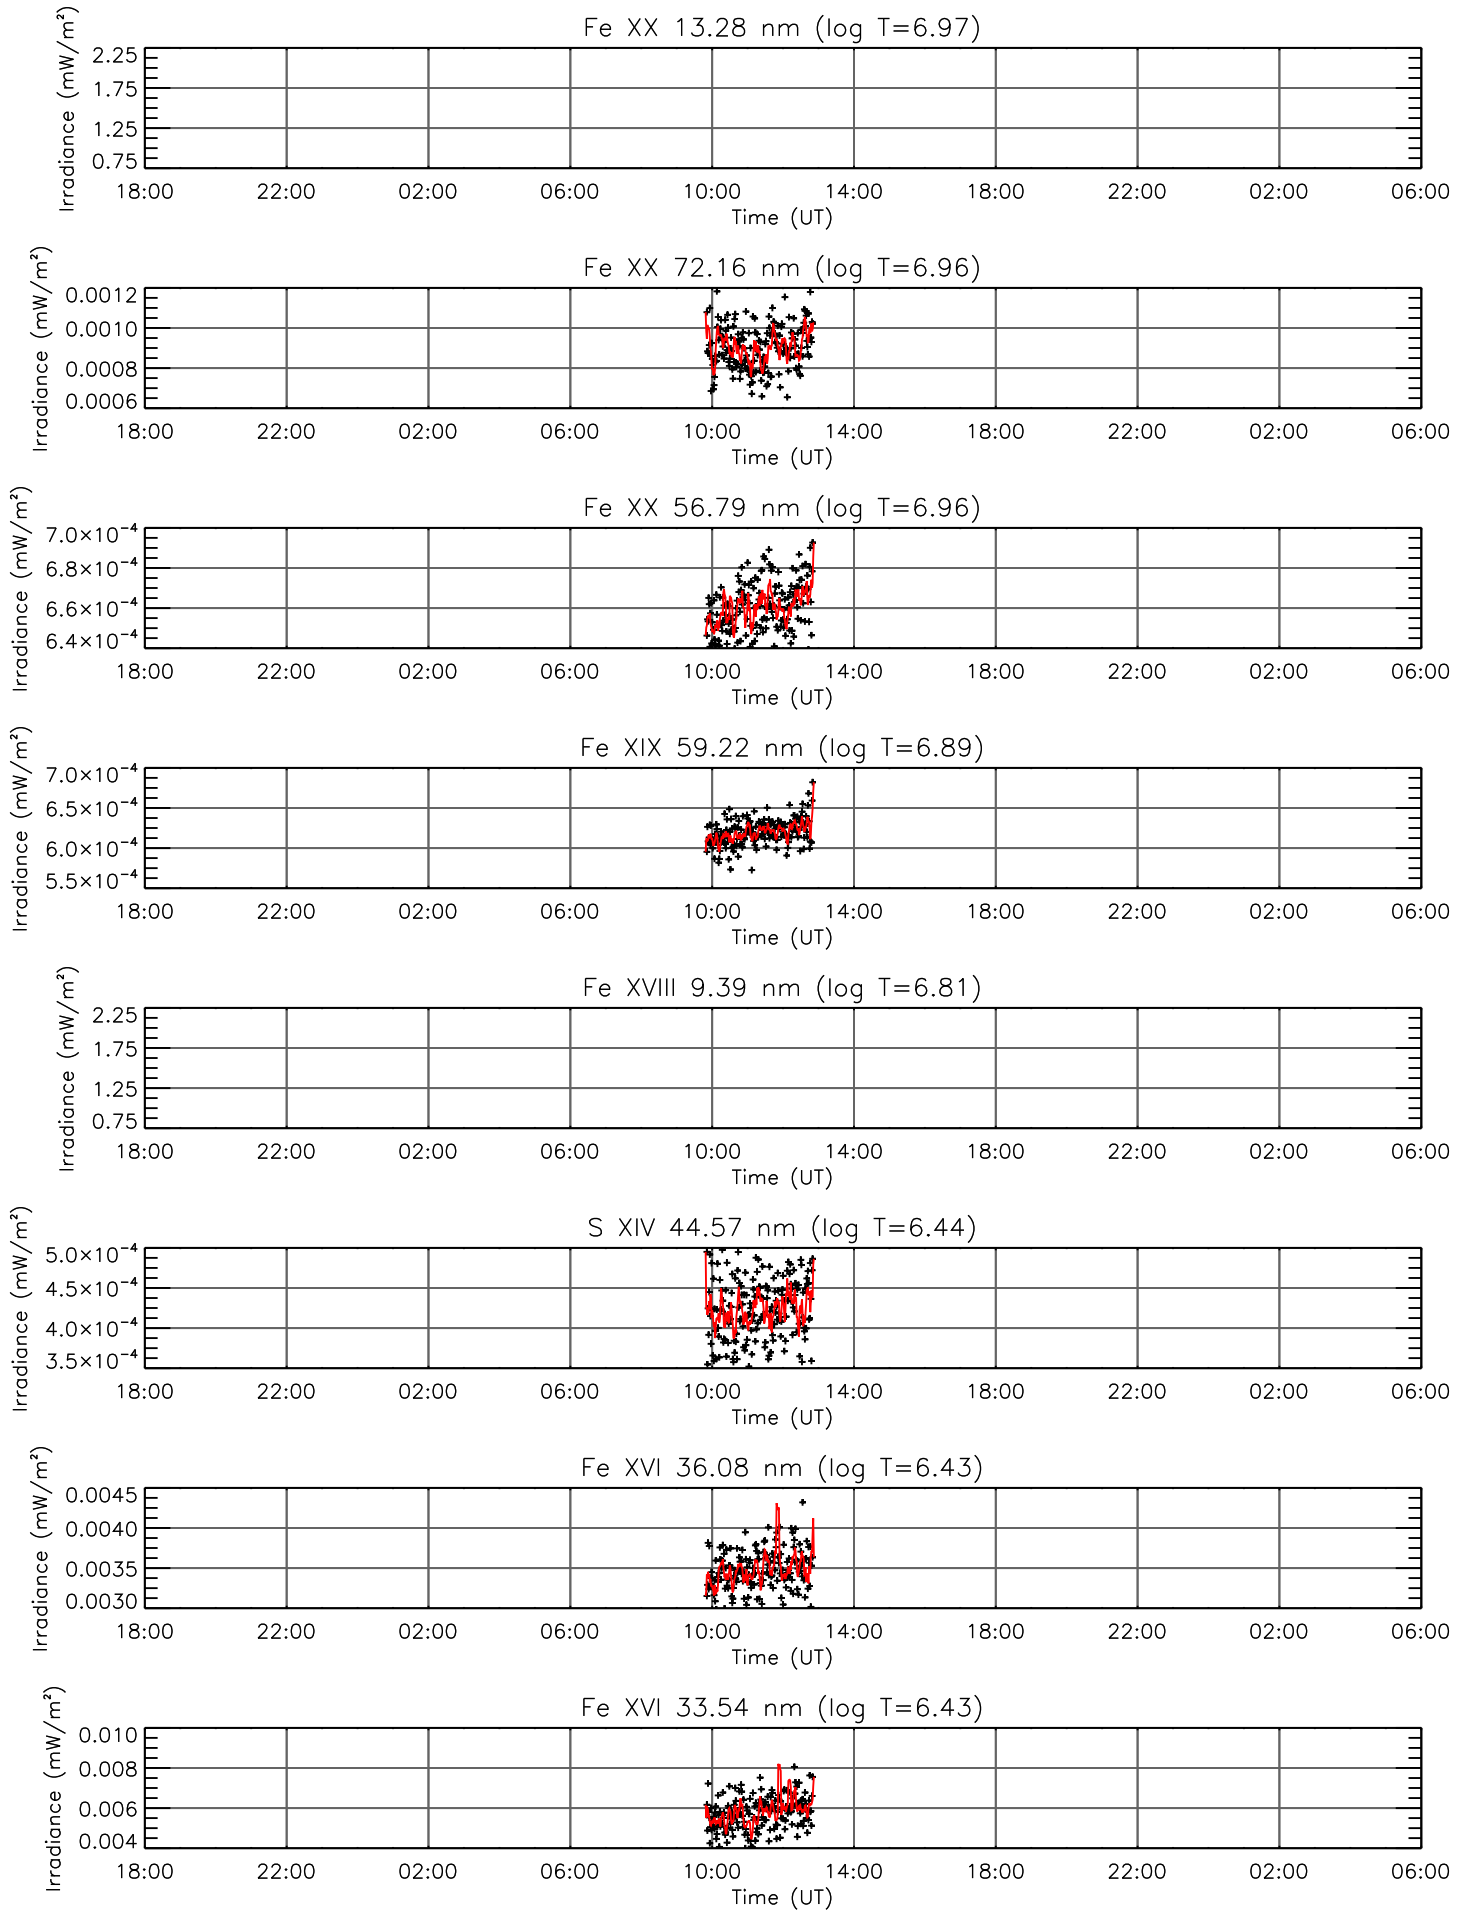 Fe XX 13.28 nm (log T=6.97)
Irradiance (mW/m²)
2.25
1.75
1.25
0.75
18:00 22:00 02:00 06:00 10:00 14:00 18:00 22:00 02:00 06:00
Time (UT)
Fe XX 72.16 nm (log T=6.96)
Irradiance (mW/m²)
0.0012
0.0010
0.0008
0.0006
18:00 22:00 02:00 06:00 10:00 14:00 18:00 22:00 02:00 06:00
Time (UT)
Fe XX 56.79 nm (log T=6.96)
Irradiance (mW/m²)
7.0×10⁻⁴
6.8×10⁻⁴
6.6×10⁻⁴
6.4×10⁻⁴
18:00 22:00 02:00 06:00 10:00 14:00 18:00 22:00 02:00 06:00
Time (UT)
Fe XIX 59.22 nm (log T=6.89)
Irradiance (mW/m²)
7.0×10⁻⁴
6.5×10⁻⁴
6.0×10⁻⁴
5.5×10⁻⁴
18:00 22:00 02:00 06:00 10:00 14:00 18:00 22:00 02:00 06:00
Time (UT)
Fe XVIII 9.39 nm (log T=6.81)
Irradiance (mW/m²)
2.25
1.75
1.25
0.75
18:00 22:00 02:00 06:00 10:00 14:00 18:00 22:00 02:00 06:00
Time (UT)
S XIV 44.57 nm (log T=6.44)
Irradiance (mW/m²)
5.0×10⁻⁴
4.5×10⁻⁴
4.0×10⁻⁴
3.5×10⁻⁴
18:00 22:00 02:00 06:00 10:00 14:00 18:00 22:00 02:00 06:00
Time (UT)
Fe XVI 36.08 nm (log T=6.43)
Irradiance (mW/m²)
0.0045
0.0040
0.0035
0.0030
18:00 22:00 02:00 06:00 10:00 14:00 18:00 22:00 02:00 06:00
Time (UT)
Fe XVI 33.54 nm (log T=6.43)
Irradiance (mW/m²)
0.010
0.008
0.006
0.004
18:00 22:00 02:00 06:00 10:00 14:00 18:00 22:00 02:00 06:00
Time (UT)